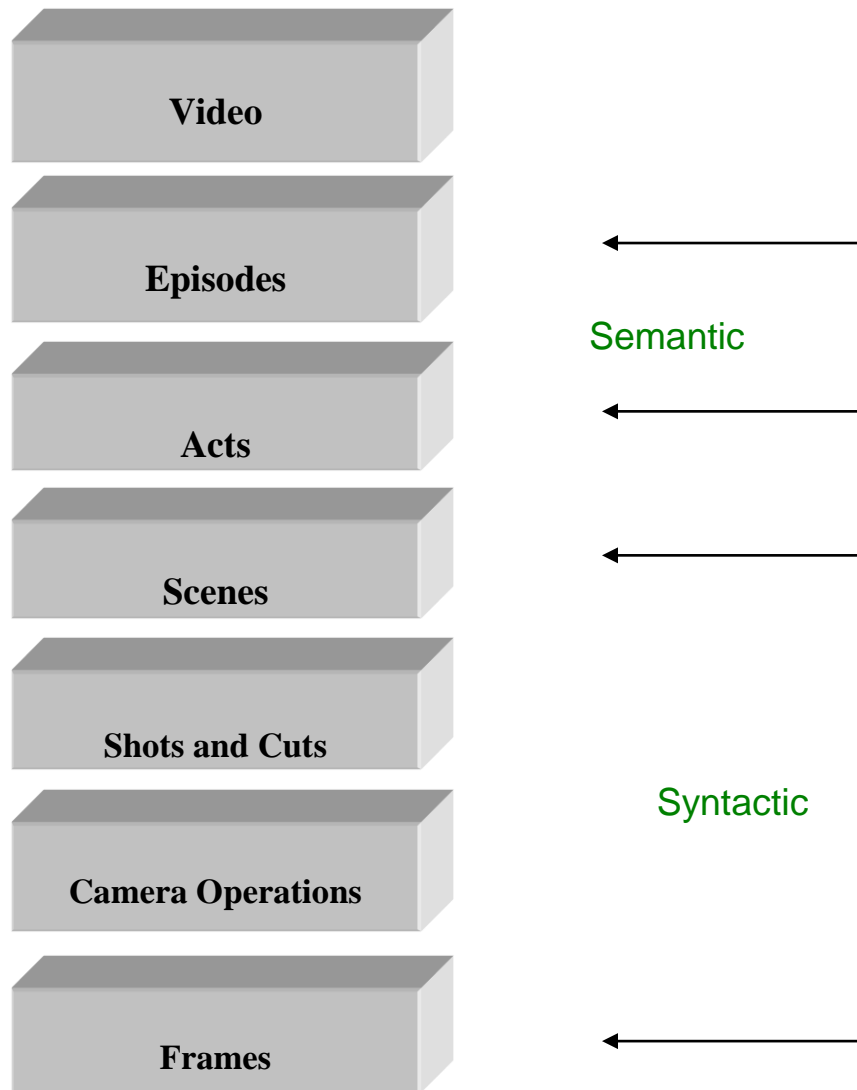 Video
Episodes
Semantic
Acts
Scenes
Shots and Cuts
Syntactic
Camera Operations
Frames